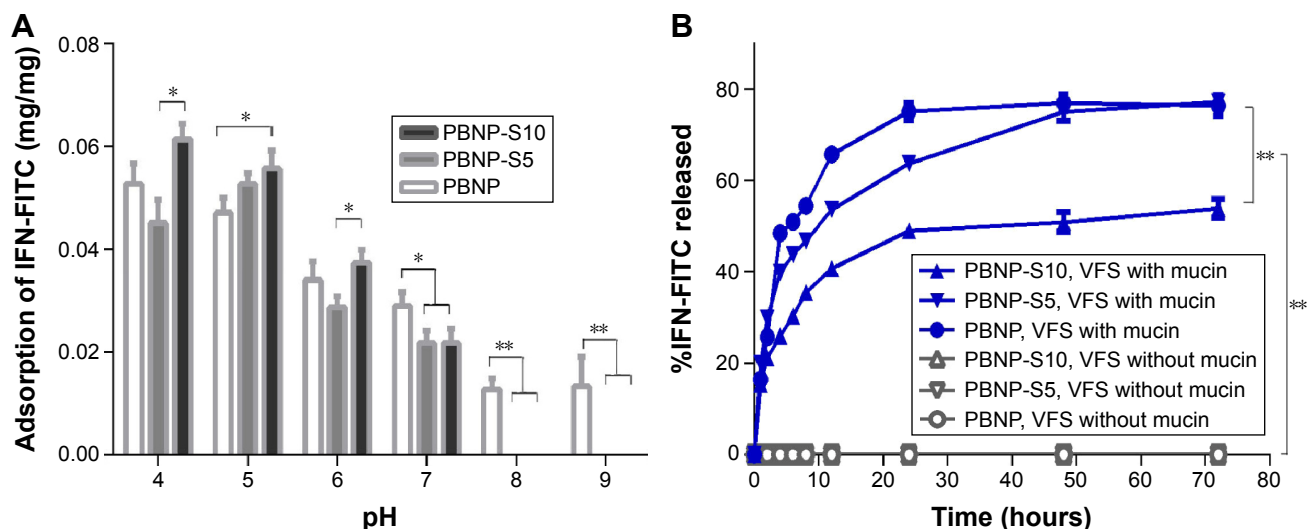 A
Adsorption of IFN-FITC (mg/mg)
0.08
0.06
0.04
0.02
0.00
*
*
*
*
**
**
PBNP-S10
PBNP-S5
PBNP
4 5 6 7 8 9
pH
B
%IFN-FITC released
80
60
40
20
0
**
**
PBNP-S10, VFS with mucin
PBNP-S5, VFS with mucin
PBNP, VFS with mucin
PBNP-S10, VFS without mucin
PBNP-S5, VFS without mucin
PBNP, VFS without mucin
0 10 20 30 40 50 60 70 80
Time (hours)